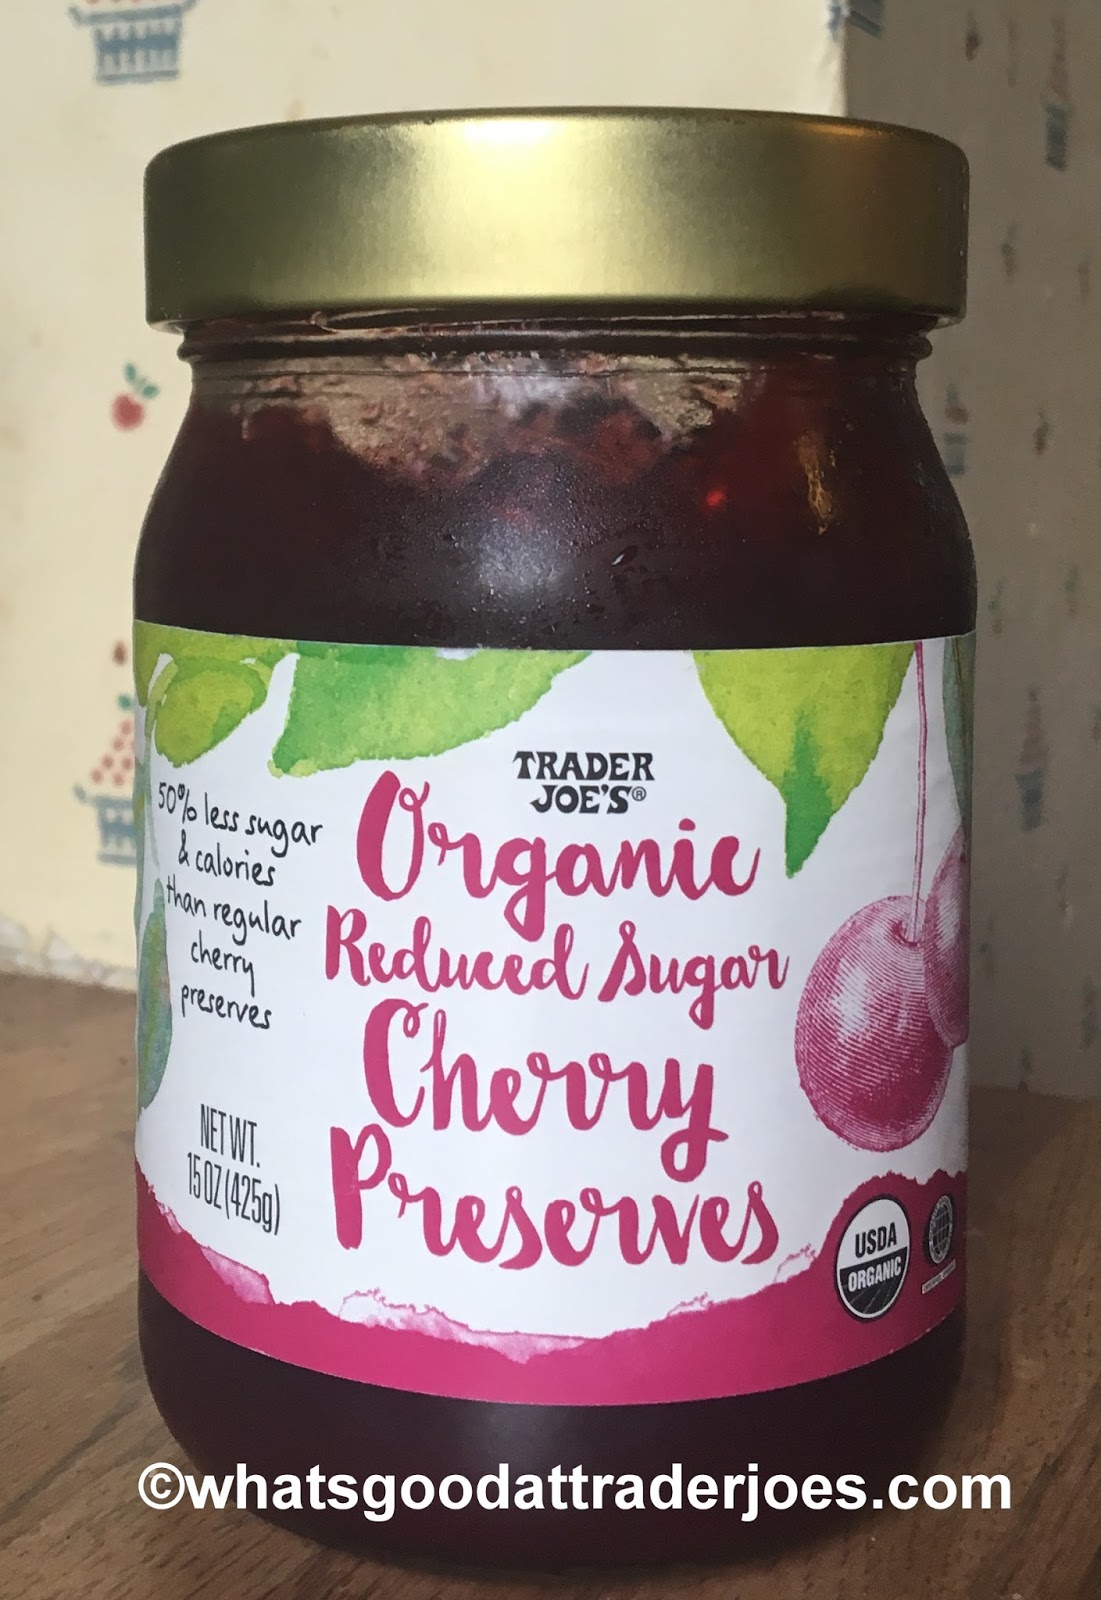 TRADER
JOE'S®
Organic
Reduced Sugar
Cherry
Preserves
50% less sugar
& calories
than regular
cherry
preserves
NET WT.
15 OZ (425g)
USDA
ORGANIC
©whatsgoodattraderjoes.com